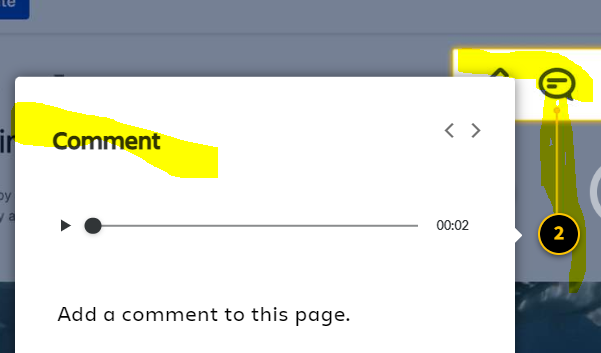 Comment
00:02
2
Add a comment to this page.